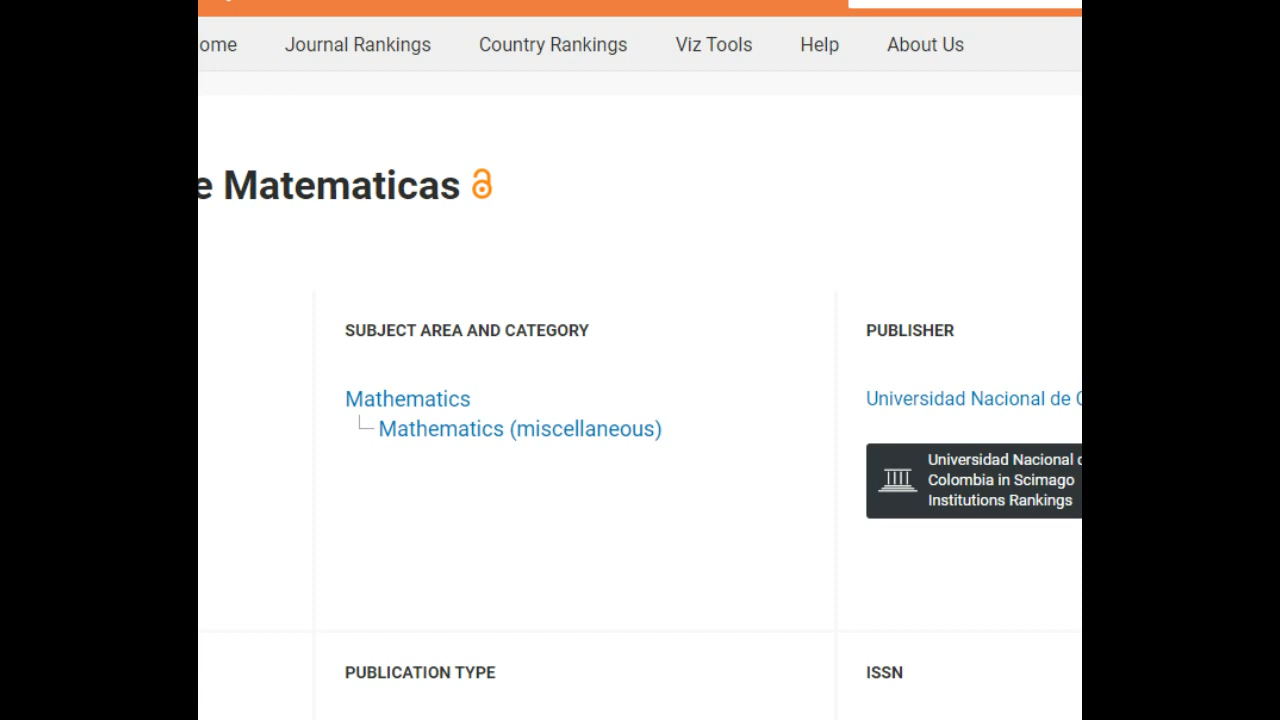 ome Journal Rankings Country Rankings Viz Tools Help About Us
e Matematicas
SUBJECT AREA AND CATEGORY
PUBLISHER
Mathematics
Mathematics (miscellaneous)
Universidad Nacional de
Universidad Nacional
Colombia in Scimago
Institutions Rankings
PUBLICATION TYPE
ISSN